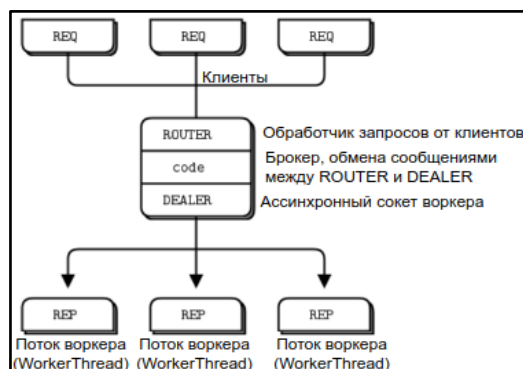 REQ REQ REQ
Клиенты
ROUTER Обработчик запросов от клиентов
code Брокер, обмена сообщениями
между ROUTER и DEALER
DEALER Ассинхронный сокет воркера
REP REP REP
Поток воркера Поток воркера Поток воркера
(WorkerThread) (WorkerThread) (WorkerThread)